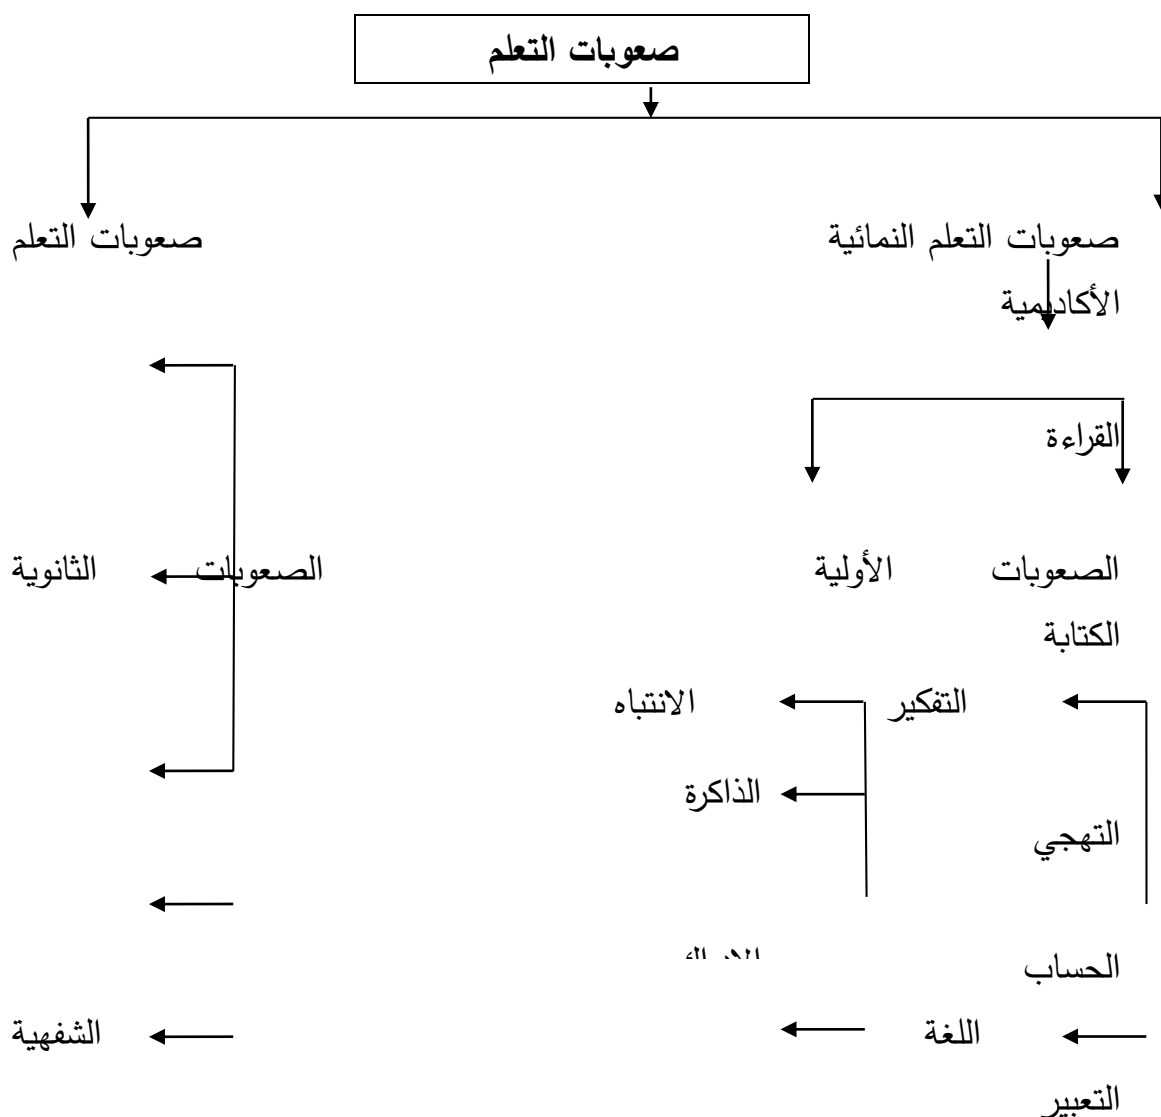 صعوبات التعلم
صعوبات التعلم النمائية صعوبات التعلم
الأكاديمية
القراءة
الصعوبات الأولية الصعوبات الثانوية
الكتابة
التفكير الانتباه
الذاكرة
التهجي
الحساب
اللغة الشفهية
التعبير